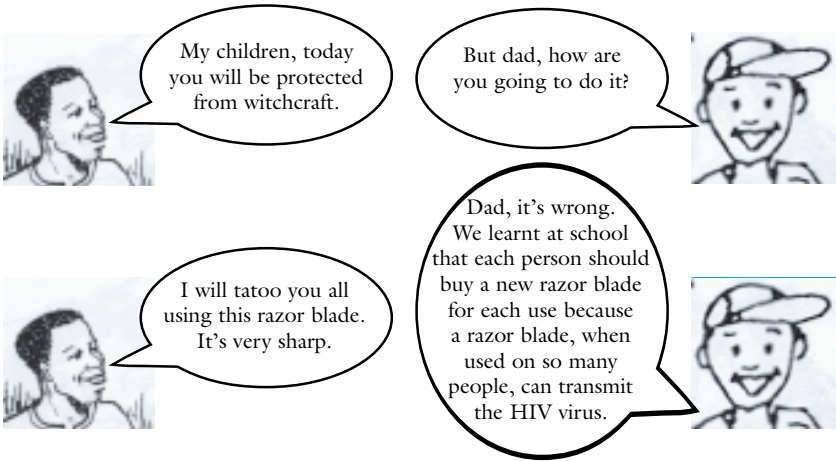 My children, today
you will be protected
from witchcraft.
But dad, how are
you going to do it?
I will tatoo you all
using this razor blade.
It's very sharp.
Dad, it's wrong.
We learnt at school
that each person should
buy a new razor blade
for each use because
a razor blade, when
used on so many
people, can transmit
the HIV virus.